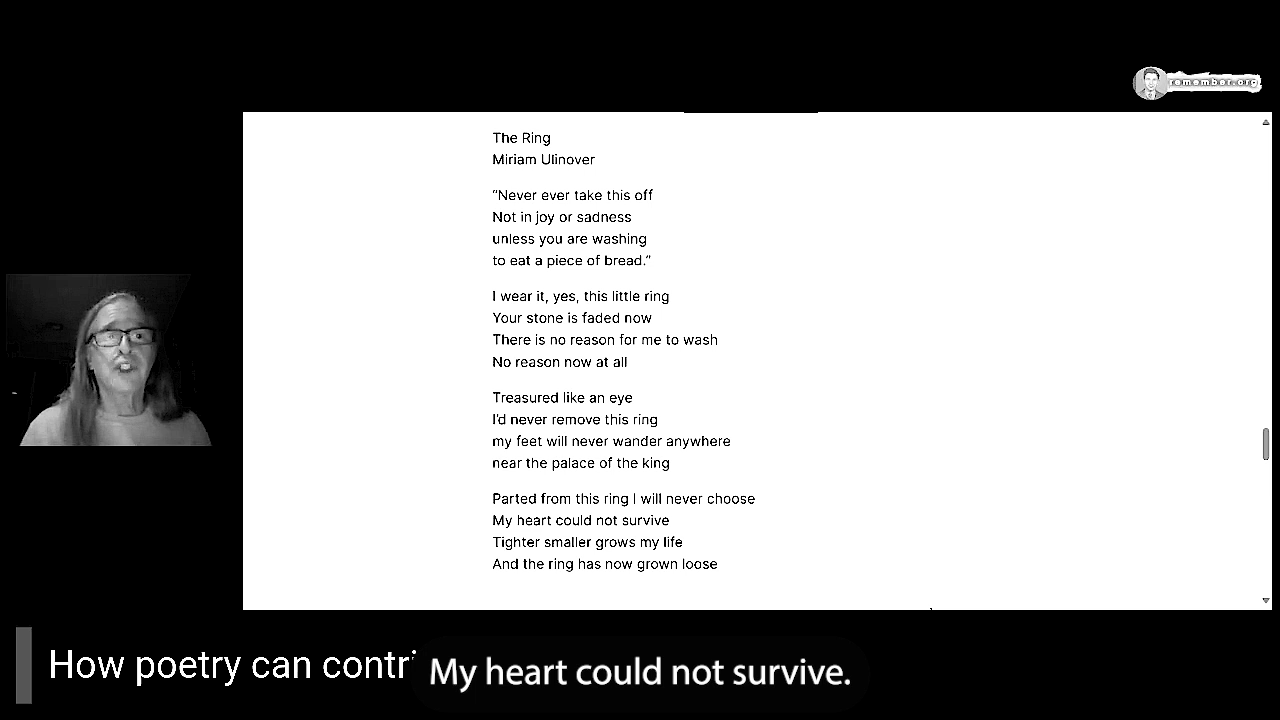 remember.org
The Ring
Miriam Ulinover
“Never ever take this off
Not in joy or sadness
unless you are washing
to eat a piece of bread.”
I wear it, yes, this little ring
Your stone is faded now
There is no reason for me to wash
No reason now at all
Treasured like an eye
I’d never remove this ring
my feet will never wander anywhere
near the palace of the king
Parted from this ring I will never choose
My heart could not survive
Tighter smaller grows my life
And the ring has now grown loose
How poetry can contri
My heart could not survive.